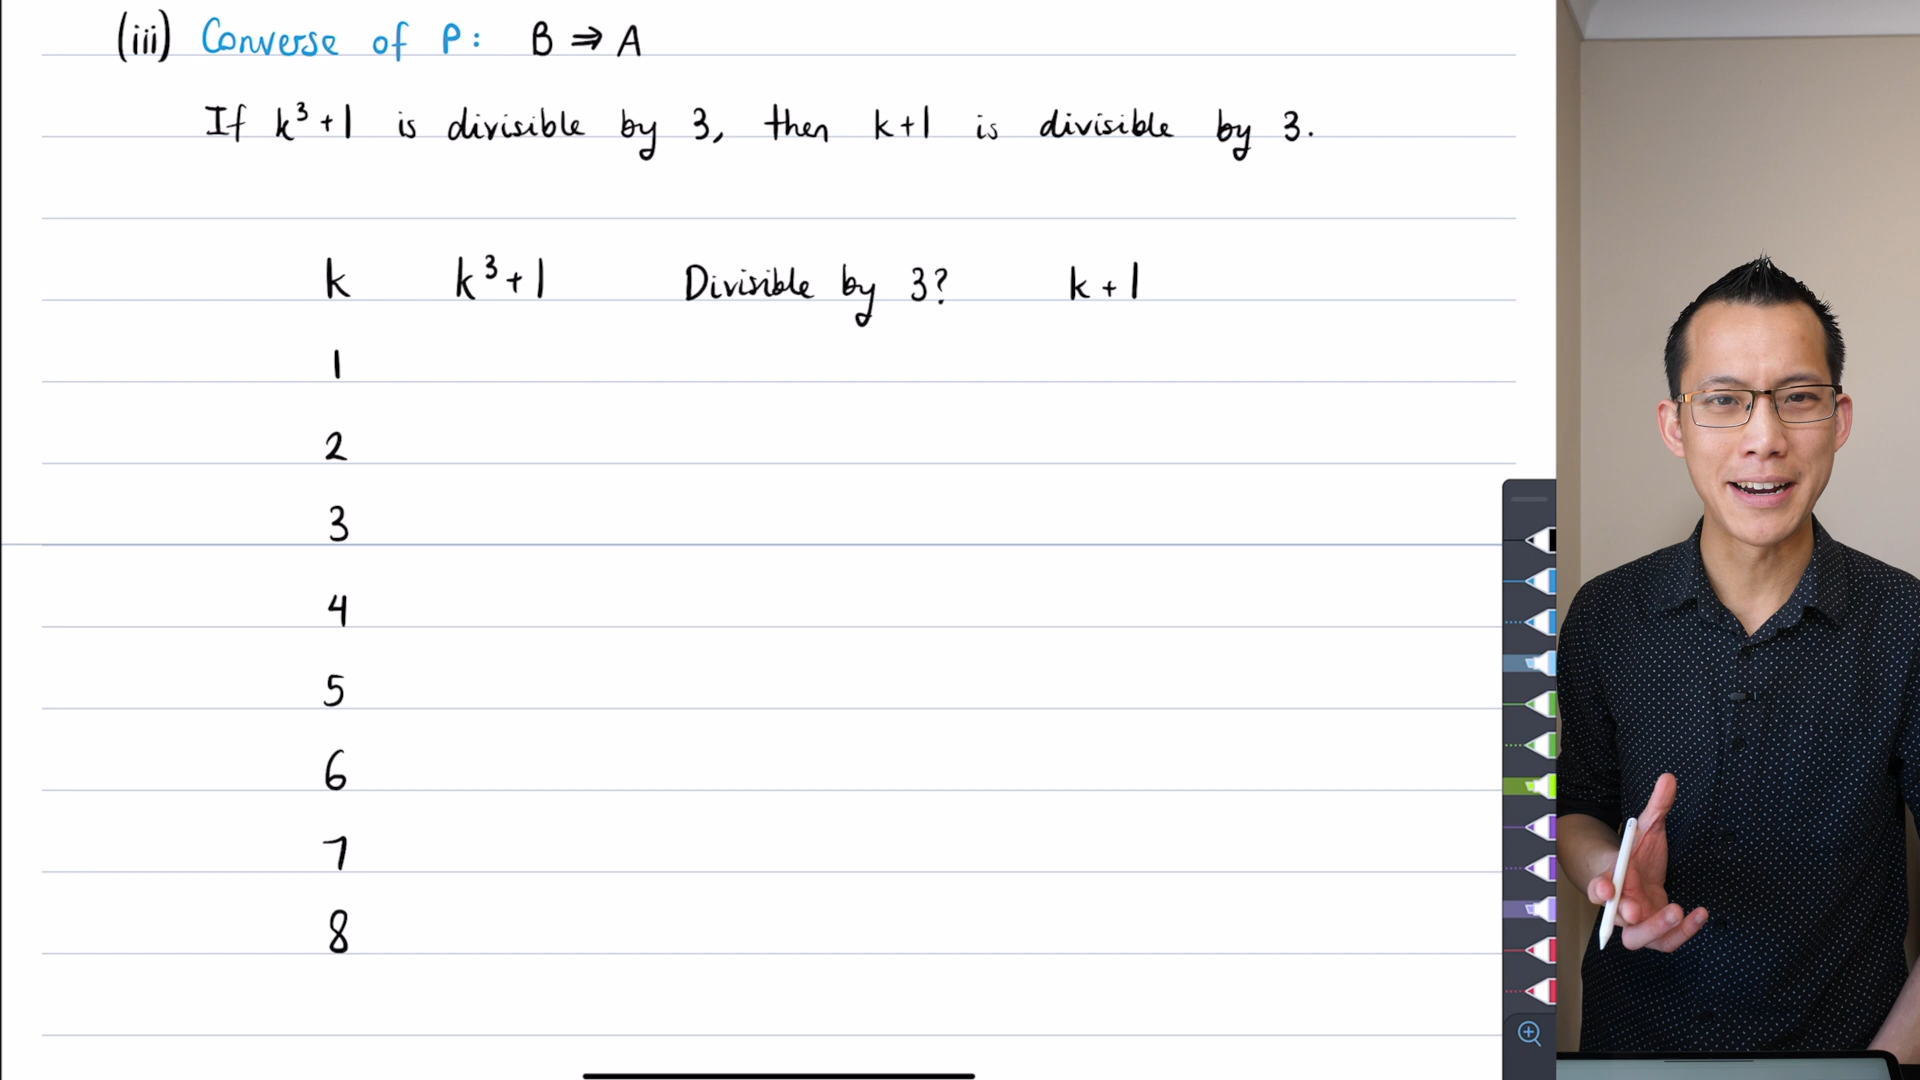 (iii) Converse of P: B ⇒ A
If k³+1 is divisible by 3, then k+1 is divisible by 3.
k k³+1 Divisible by 3? k+1
1
2
3
4
5
6
7
8